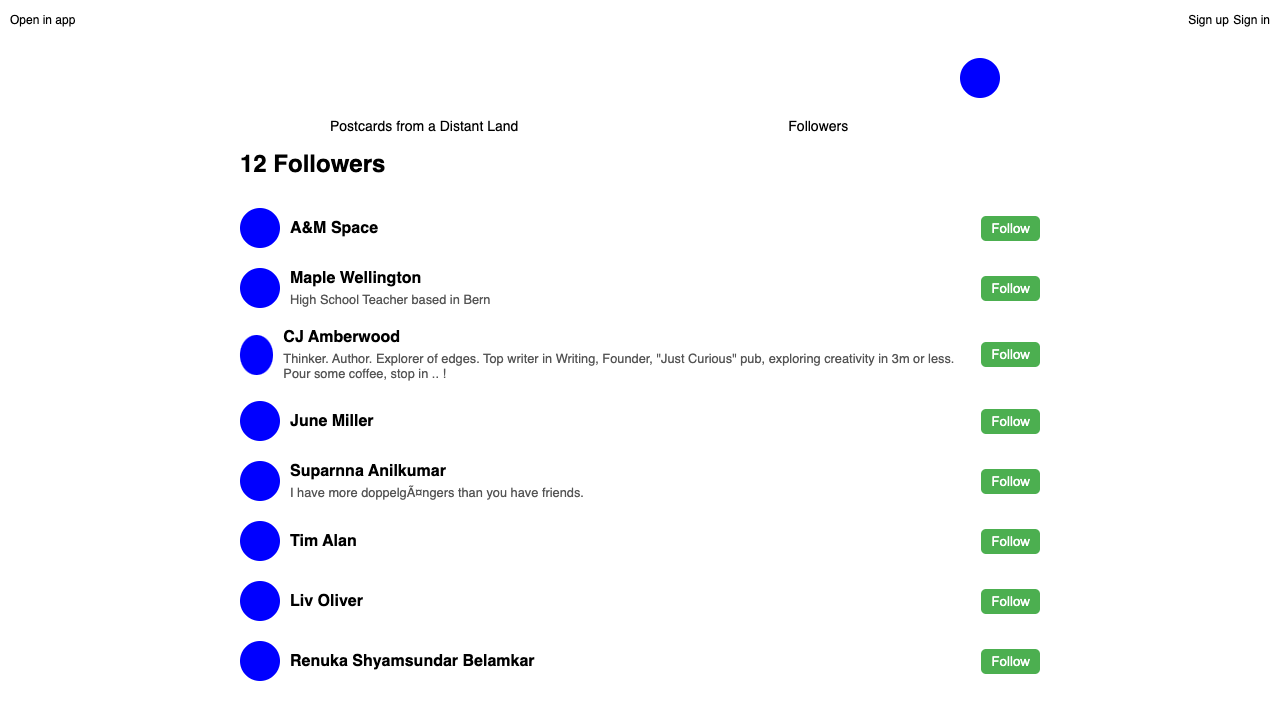 Open in app
Sign up Sign in
Postcards from a Distant Land
Followers
12 Followers
A&M Space
Follow
Maple Wellington
High School Teacher based in Bern
Follow
CJ Amberwood
Thinker. Author. Explorer of edges. Top writer in Writing, Founder, "Just Curious" pub, exploring creativity in 3m or less.
Pour some coffee, stop in .. !
Follow
June Miller
Follow
Suparnna Anilkumar
I have more doppelgÃ¤ngers than you have friends.
Follow
Tim Alan
Follow
Liv Oliver
Follow
Renuka Shyamsundar Belamkar
Follow